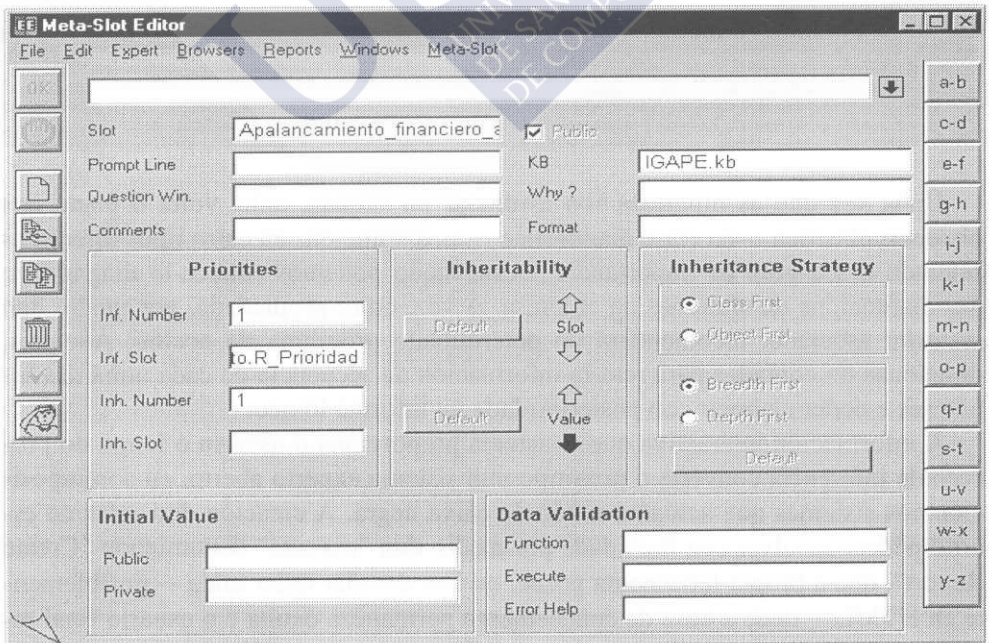 Meta-Slot Editor
File Edit Expert Browsers Reports Windows Meta-Slot
OK
Slot Apalancamiento_financiero_a Public
Prompt Line KB IGAPE.kb
Question Win. Why ?
Comments Format
Priorities
Inf. Number 1
Inf. Slot to.R_Prioridad
Inh. Number 1
Inh. Slot
Inheritability
Default Slot
Default Value
Inheritance Strategy
Class First
Object First
Breadth First
Depth First
Default
Initial Value
Public
Private
Data Validation
Function
Execute
Error Help
a-b
c-d
e-f
g-h
i-j
k-l
m-n
o-p
q-r
s-t
u-v
w-x
y-z